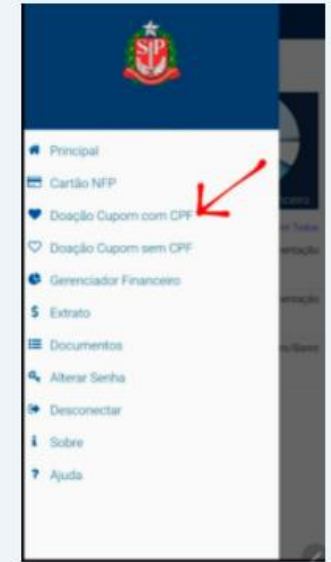 SP
Principal
Cartão NFP
Doação Cupom com CPF
Doação Cupom sem CPF
Gerenciador Financeiro
$ Extrato
Documentos
Alterar Senha
Desconectar
i Sobre
? Ajuda